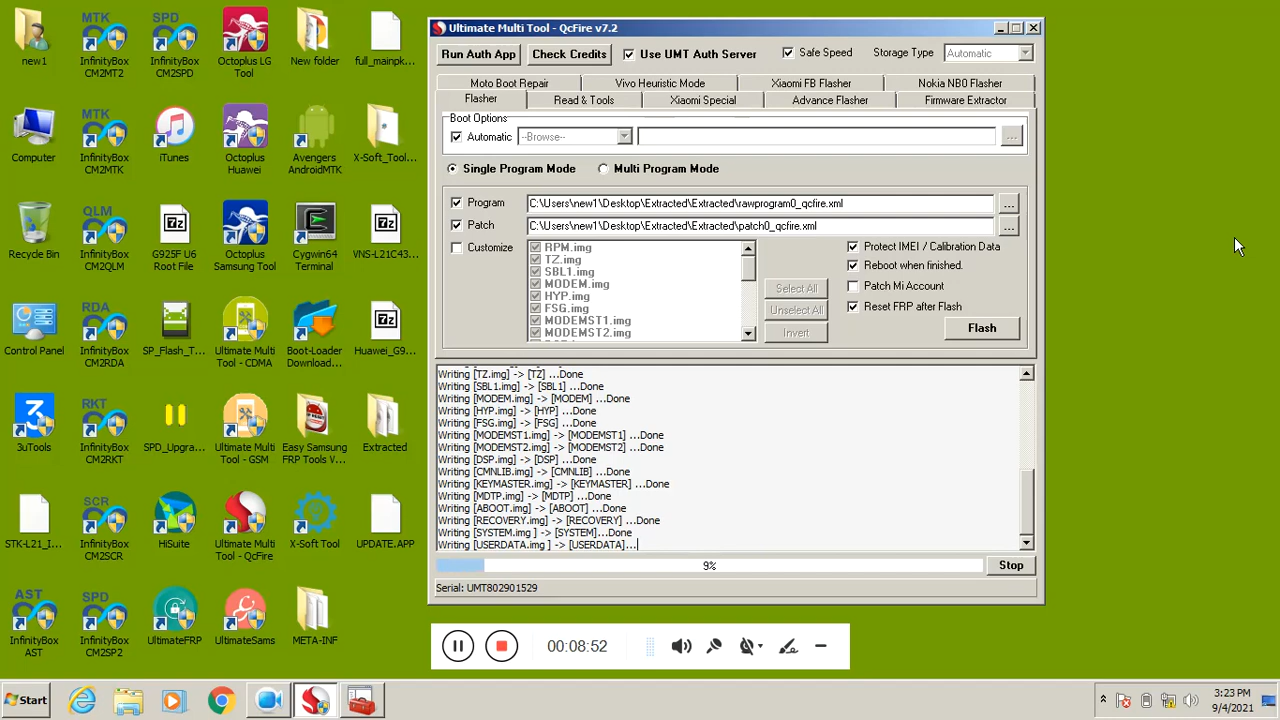 new1
InfinityBox
CM2MT2
InfinityBox
CM2SPD
Octoplus LG
Tool
New folder
full_mainpk...
Computer
InfinityBox
CM2MTK
iTunes
Octoplus
Huawei
Avengers
AndroidMTK
X-Soft_Tool...
Recycle Bin
InfinityBox
CM2QLM
G925F U6
Root File
Octoplus
Samsung Tool
Cygwin64
Terminal
VNS-L21C43...
Control Panel
InfinityBox
CM2RDA
SP_Flash_T...
Ultimate Multi
Tool - CDMA
Boot-Loader
Download...
Huawei_G9...
3uTools
InfinityBox
CM2RKT
SPD_Upgra...
Ultimate Multi
Tool - GSM
Easy Samsung
FRP Tools V...
Extracted
STK-L21_I...
InfinityBox
CM2SCR
HiSuite
Ultimate Multi
Tool - QcFire
X-Soft Tool
UPDATE.APP
InfinityBox
AST
InfinityBox
CM2SP2
UltimateFRP
UltimateSams
META-INF
MTK
SPD
MTK
QLM
RDA
RKT
SCR
AST
SPD
Ultimate Multi Tool - QcFire v7.2
Run Auth App
Check Credits
Use UMT Auth Server
Safe Speed
Storage Type
Automatic
Moto Boot Repair
Vivo Heuristic Mode
Xiaomi FB Flasher
Nokia NB0 Flasher
Flasher
Read & Tools
Xiaomi Special
Advance Flasher
Firmware Extractor
Boot Options
Automatic
--Browse--
...
Single Program Mode
Multi Program Mode
Program
C:\Users\new1\Desktop\Extracted\Extracted\rawprogram0_qcfire.xml
...
Patch
C:\Users\new1\Desktop\Extracted\Extracted\patch0_qcfire.xml
...
Customize
RPM.img
TZ.img
SBL1.img
MODEM.img
HYP.img
FSG.img
MODEMST1.img
MODEMST2.img
Select All
Unselect All
Invert
Protect IMEI / Calibration Data
Reboot when finished.
Patch Mi Account
Reset FRP after Flash
Flash
Writing [TZ.img] -> [TZ] ...Done
Writing [SBL1.img] -> [SBL1] ...Done
Writing [MODEM.img] -> [MODEM] ...Done
Writing [HYP.img] -> [HYP] ...Done
Writing [FSG.img] -> [FSG] ...Done
Writing [MODEMST1.img] -> [MODEMST1] ...Done
Writing [MODEMST2.img] -> [MODEMST2] ...Done
Writing [DSP.img] -> [DSP] ...Done
Writing [CMNLIB.img] -> [CMNLIB] ...Done
Writing [KEYMASTER.img] -> [KEYMASTER] ...Done
Writing [MDTP.img] -> [MDTP] ...Done
Writing [ABOOT.img] -> [ABOOT] ...Done
Writing [RECOVERY.img] -> [RECOVERY] ...Done
Writing [SYSTEM.img ] -> [SYSTEM]...Done
Writing [USERDATA.img ] -> [USERDATA]...
9%
Stop
Serial: UMT802901529
00:08:52
Start
3:23 PM
9/4/2021